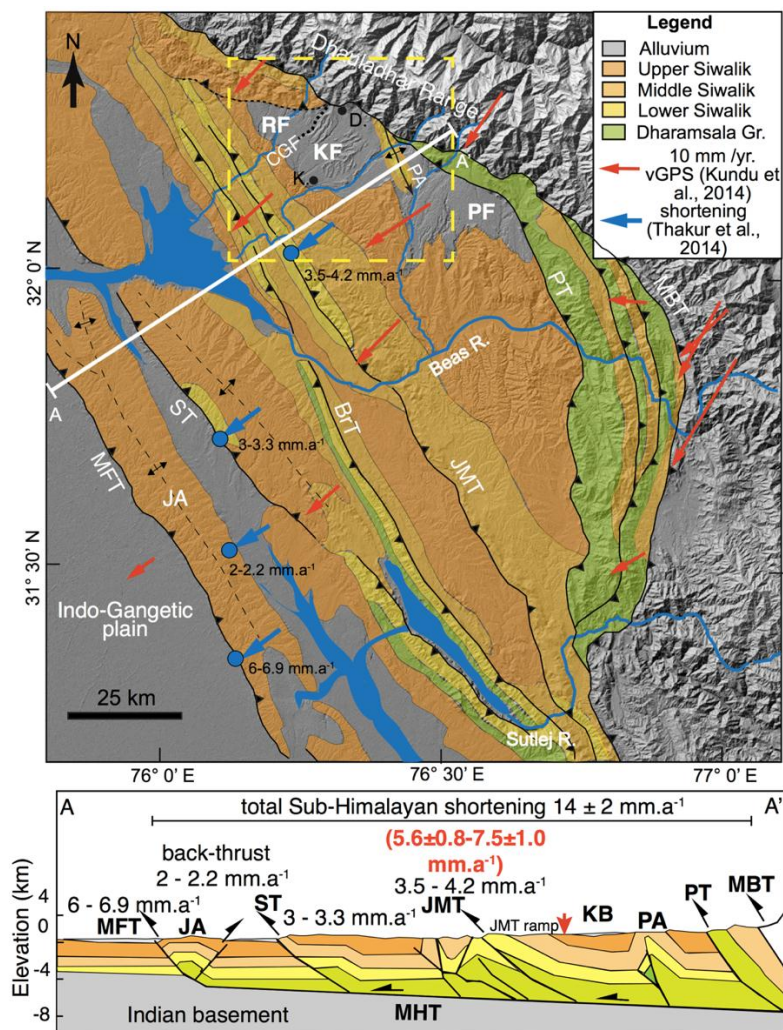 N
Dhauladhar Range
RF
D.
CGF
KF
K.
PA
A'
PF
3.5-4.2 mm.a⁻¹
PT
MBT
32° 0' N
Beas R.
A
ST
BrT
JMT
3-3.3 mm.a⁻¹
MFT
JA
2-2.2 mm.a⁻¹
31° 30'
Indo-Gangetic
plain
6-6.9 mm.a⁻¹
25 km
Sutlej R.
76° 0' E
76° 30' E
77° 0' E
Legend
Alluvium
Upper Siwalik
Middle Siwalik
Lower Siwalik
Dharamsala Gr.
10 mm /yr.
vGPS (Kundu et
al., 2014)
shortening
(Thakur et al.,
2014)
A
A'
total Sub-Himalayan shortening 14 ± 2 mm.a⁻¹
(5.6±0.8-7.5±1.0
mm.a⁻¹)
back-thrust
2 - 2.2 mm.a⁻¹
3.5 - 4.2 mm.a⁻¹
6 - 6.9 mm.a⁻¹
ST
3 - 3.3 mm.a⁻¹
MFT
JA
JMT
JMT ramp
KB
PA
PT
MBT
Elevation (km)
4
0
-4
-8
Indian basement
MHT